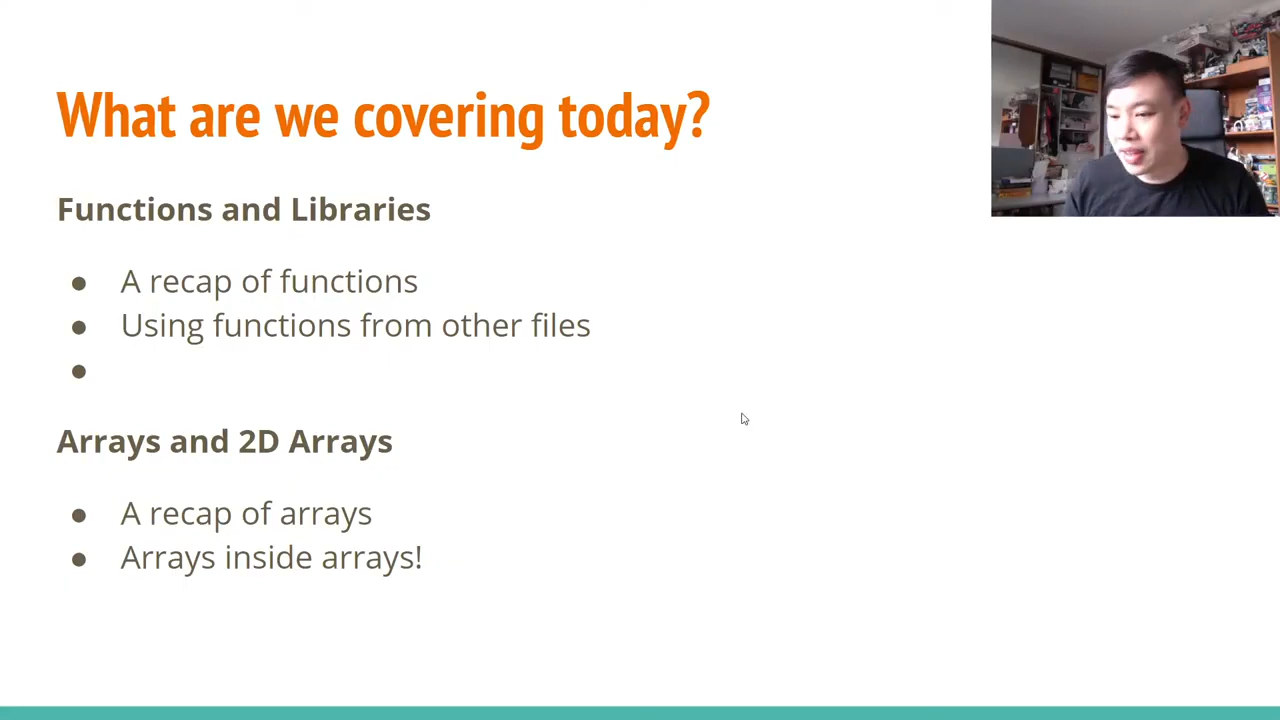 What are we covering today?
Functions and Libraries
● A recap of functions
● Using functions from other files
●
Arrays and 2D Arrays
● A recap of arrays
● Arrays inside arrays!